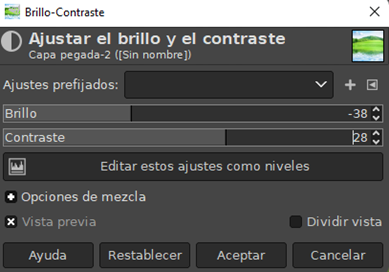 Brillo-Contraste
Ajustar el brillo y el contraste
Capa pegada-2 ([Sin nombre])
Ajustes prefijados:
Brillo -38
Contraste 28
Editar estos ajustes como niveles
Opciones de mezcla
Vista previa Dividir vista
Ayuda Restablecer Aceptar Cancelar